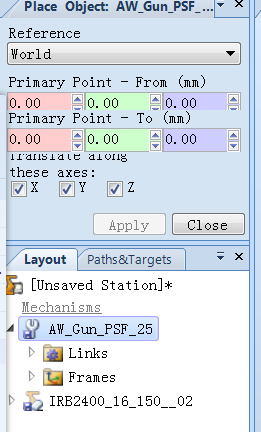 Place Object: AW_Gun_PSF_...
Reference
World
Primary Point - From (mm)
0.00 0.00 0.00
Primary Point - To (mm)
0.00 0.00 0.00
Translate along
these axes:
X Y Z
Apply Close
Layout Paths&Targets
[Unsaved Station]*
Mechanisms
AW_Gun_PSF_25
Links
Frames
IRB2400_16_150__02